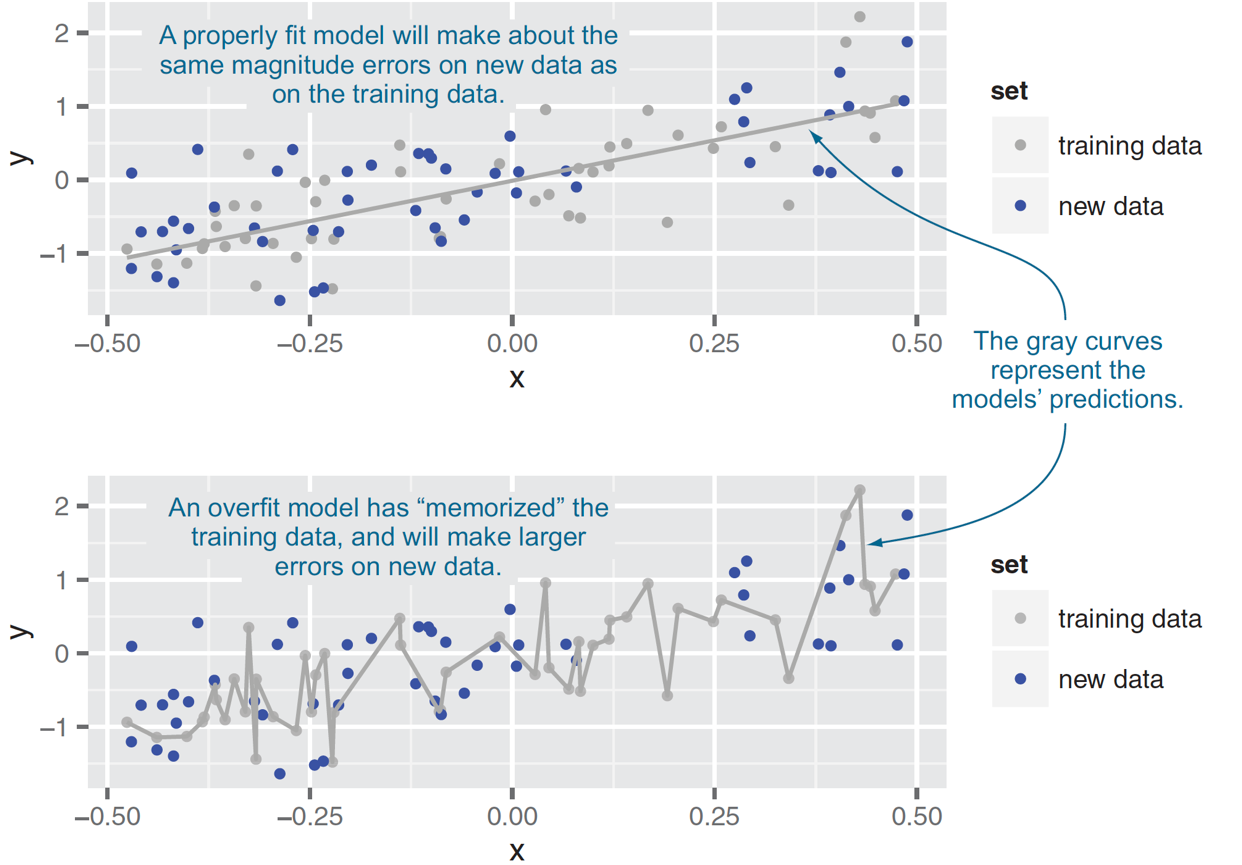 A properly fit model will make about the
same magnitude errors on new data as
on the training data.
2
1
0
−1
y
−0.50 −0.25 0.00 0.25 0.50
x
set
training data
new data
The gray curves
represent the
models’ predictions.
An overfit model has “memorized” the
training data, and will make larger
errors on new data.
2
1
0
−1
y
−0.50 −0.25 0.00 0.25 0.50
x
set
training data
new data